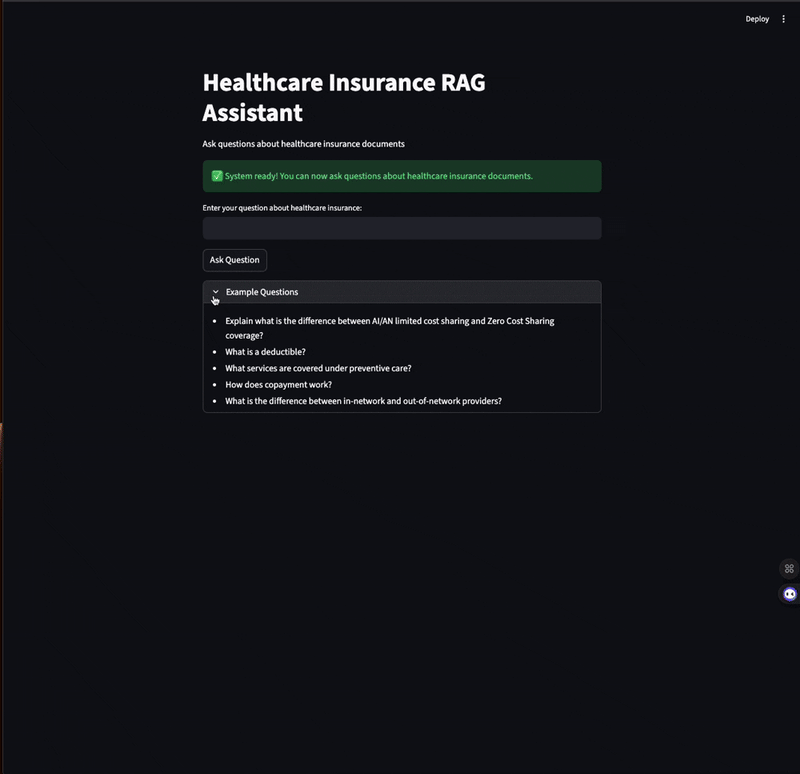 Deploy
Healthcare Insurance RAG
Assistant
Ask questions about healthcare insurance documents
✅ System ready! You can now ask questions about healthcare insurance documents.
Enter your question about healthcare insurance:
Ask Question
Example Questions
• Explain what is the difference between AI/AN limited cost sharing and Zero Cost Sharing
coverage?
• What is a deductible?
• What services are covered under preventive care?
• How does copayment work?
• What is the difference between in-network and out-of-network providers?